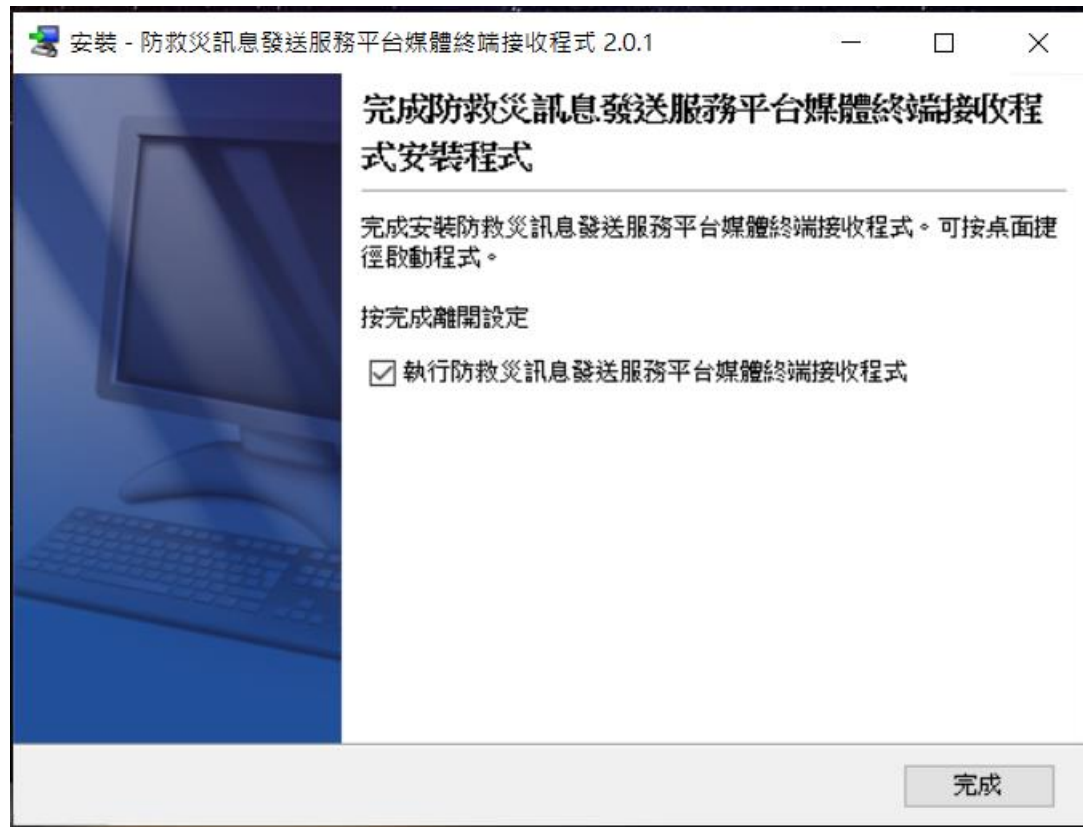 安裝 - 防救災訊息發送服務平台媒體終端接收程式 2.0.1
完成防救災訊息發送服務平台媒體終端接收程
式安裝程式
完成安裝防救災訊息發送服務平台媒體終端接收程式。可按桌面捷
徑啟動程式。
按完成離開設定
執行防救災訊息發送服務平台媒體終端接收程式
完成